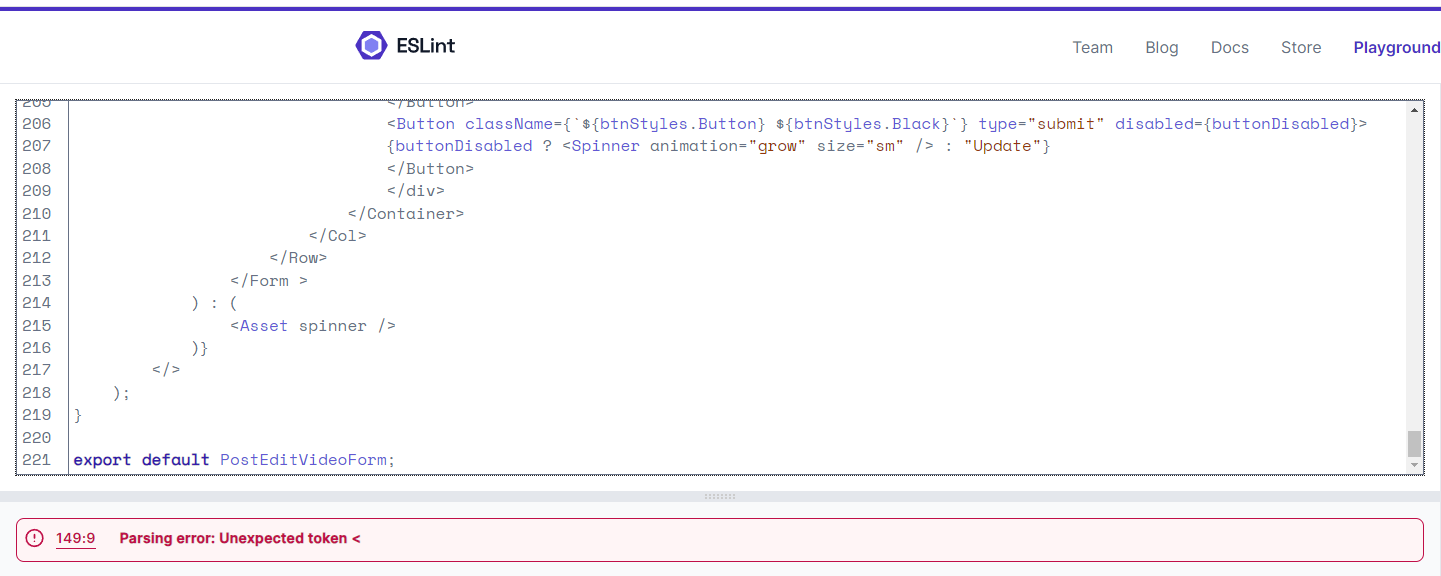 ESLint
Team Blog Docs Store Playground
205 </Button>
206 <Button className={`${btnStyles.Button} ${btnStyles.Black}`} type="submit" disabled={buttonDisabled}>
207 {buttonDisabled ? <Spinner animation="grow" size="sm" /> : "Update"}
208 </Button>
209 </div>
210 </Container>
211 </Col>
212 </Row>
213 </Form >
214 ) : (
215 <Asset spinner />
216 )}
217 </>
218 );
219 }
220
221 export default PostEditVideoForm;
149:9 Parsing error: Unexpected token <